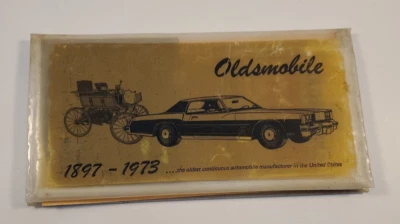 Oldsmobile
1897 - 1973 ....the oldest continuous automobile manufacturer in the United States